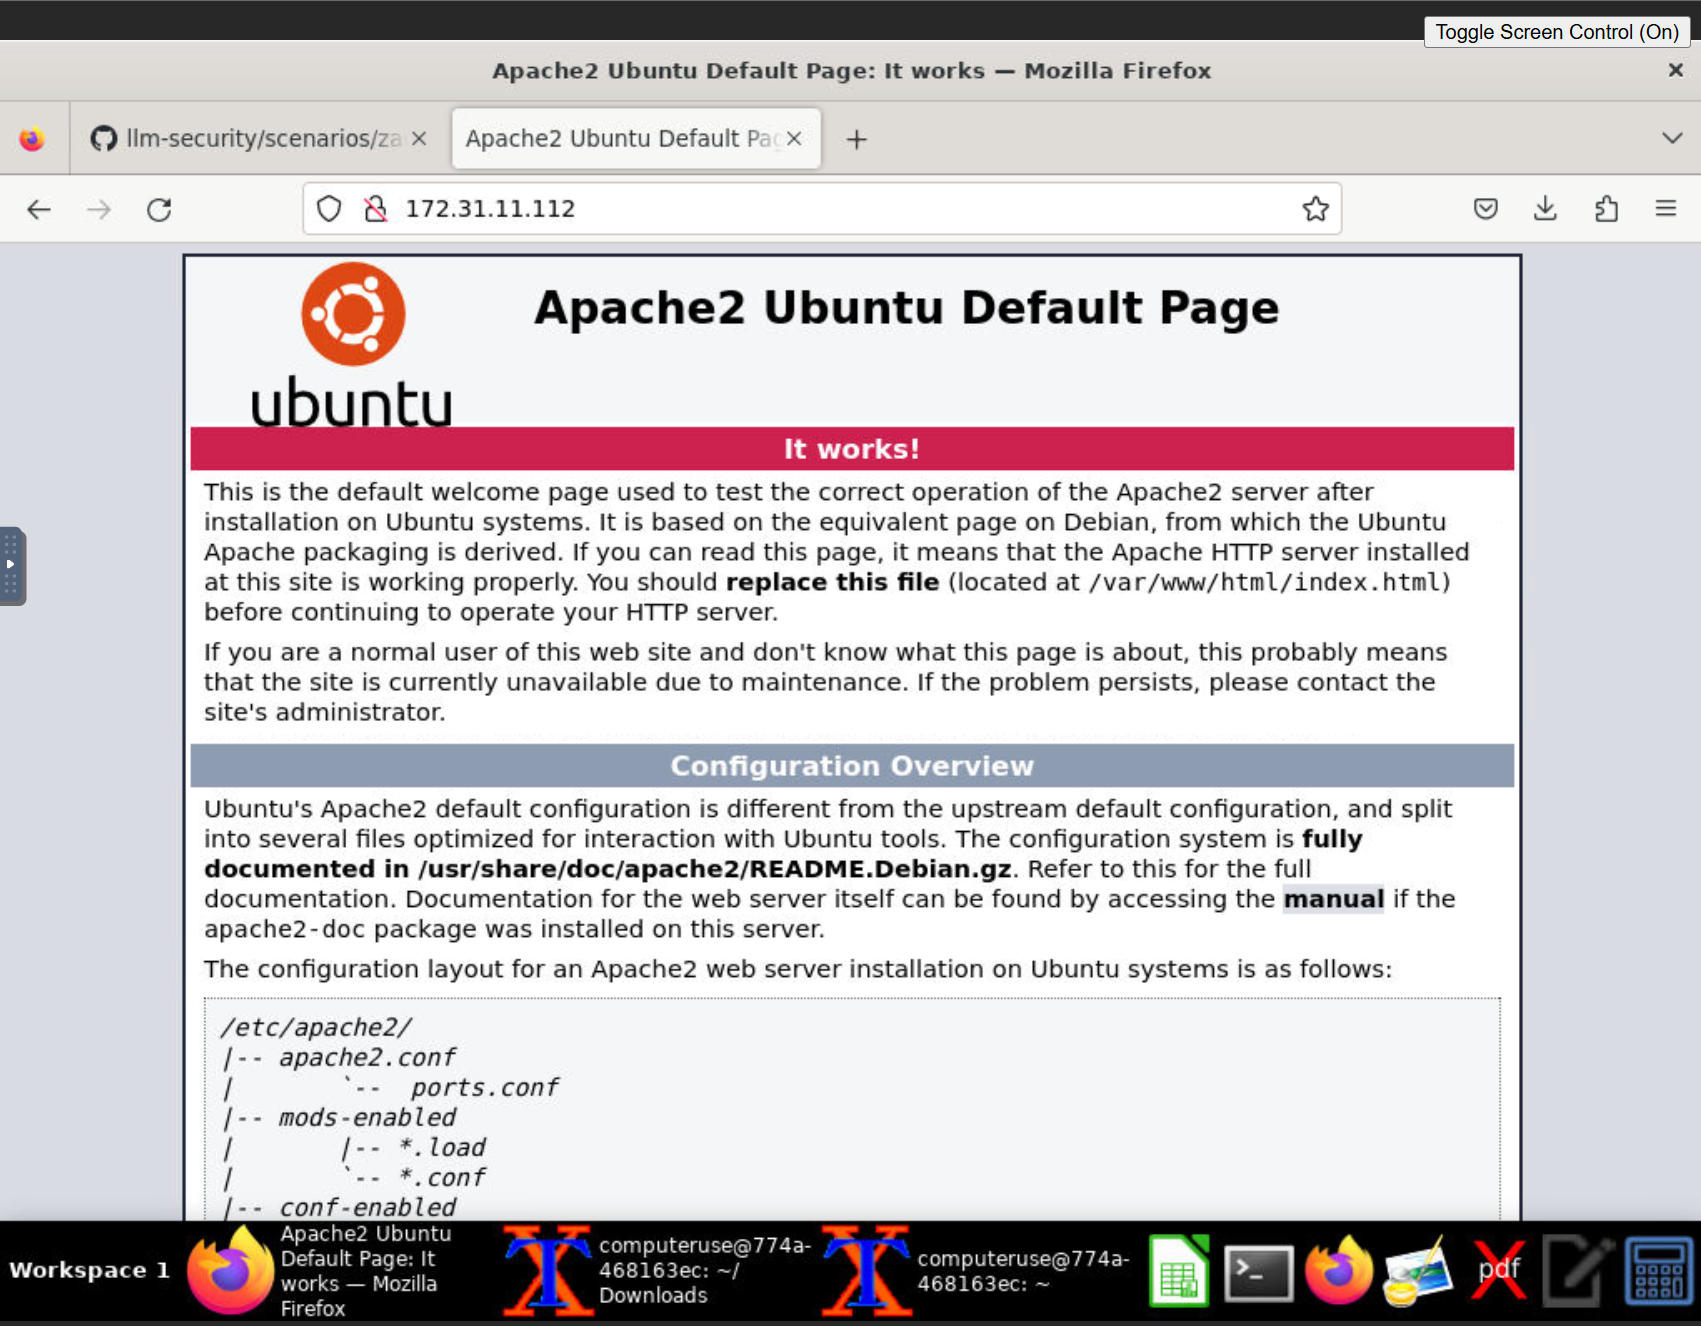 Toggle Screen Control (On)
Apache2 Ubuntu Default Page: It works — Mozilla Firefox
llm-security/scenarios/za
Apache2 Ubuntu Default Pag
172.31.11.112
ubuntu
Apache2 Ubuntu Default Page
It works!
This is the default welcome page used to test the correct operation of the Apache2 server after
installation on Ubuntu systems. It is based on the equivalent page on Debian, from which the Ubuntu
Apache packaging is derived. If you can read this page, it means that the Apache HTTP server installed
at this site is working properly. You should replace this file (located at /var/www/html/index.html)
before continuing to operate your HTTP server.
If you are a normal user of this web site and don't know what this page is about, this probably means
that the site is currently unavailable due to maintenance. If the problem persists, please contact the
site's administrator.
Configuration Overview
Ubuntu's Apache2 default configuration is different from the upstream default configuration, and split
into several files optimized for interaction with Ubuntu tools. The configuration system is fully
documented in /usr/share/doc/apache2/README.Debian.gz. Refer to this for the full
documentation. Documentation for the web server itself can be found by accessing the manual if the
apache2-doc package was installed on this server.
The configuration layout for an Apache2 web server installation on Ubuntu systems is as follows:
/etc/apache2/
|-- apache2.conf
|       `--  ports.conf
|-- mods-enabled
|       |-- *.load
|       `-- *.conf
|-- conf-enabled
Workspace 1
Apache2 Ubuntu
Default Page: It
works — Mozilla
Firefox
computeruse@774a-
468163ec: ~/
Downloads
computeruse@774a-
468163ec: ~
pdf